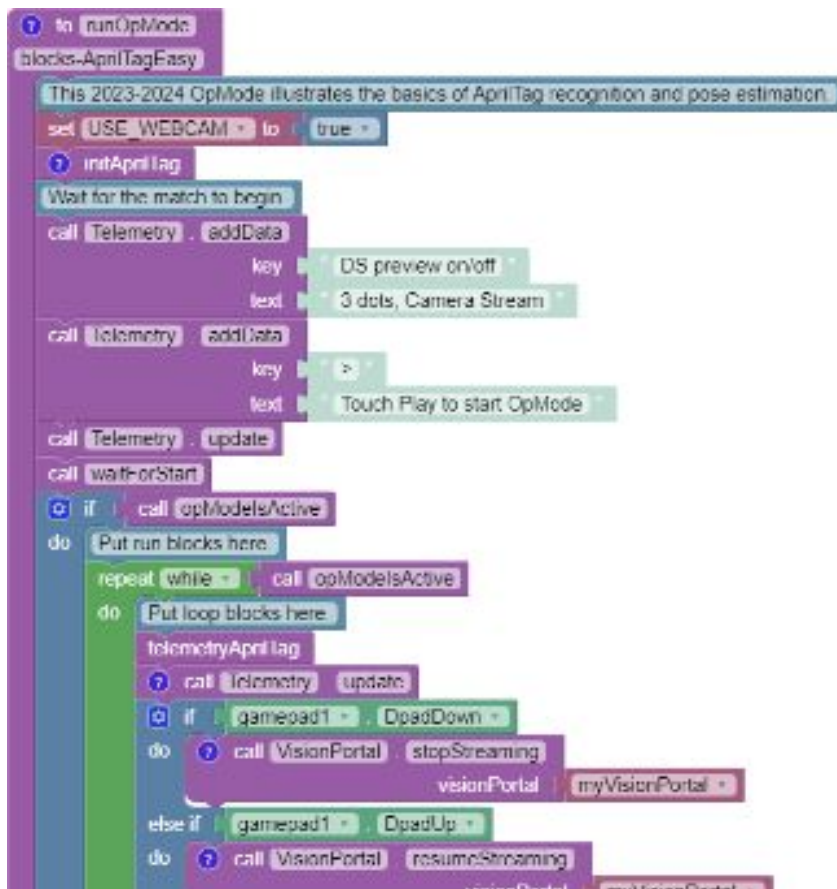 ? to runOpMode
blocks-AprilTagEasy
This 2023-2024 OpMode illustrates the basics of AprilTag recognition and pose estimation.
set USE_WEBCAM to true
? initAprilTag
Wait for the match to begin
call Telemetry . addData
key " DS preview on/off "
text " 3 dots, Camera Stream "
call Telemetry . addData
key " > "
text " Touch Play to start OpMode "
call Telemetry . update
call waitForStart
if call opModeIsActive
do Put run blocks here
repeat while call opModeIsActive
do Put loop blocks here
telemetryAprilTag
? call Telemetry . update
if gamepad1 . DpadDown
do ? call VisionPortal . stopStreaming
visionPortal myVisionPortal
else if gamepad1 . DpadUp
do ? call VisionPortal . resumeStreaming
visionPortal myVisionPortal